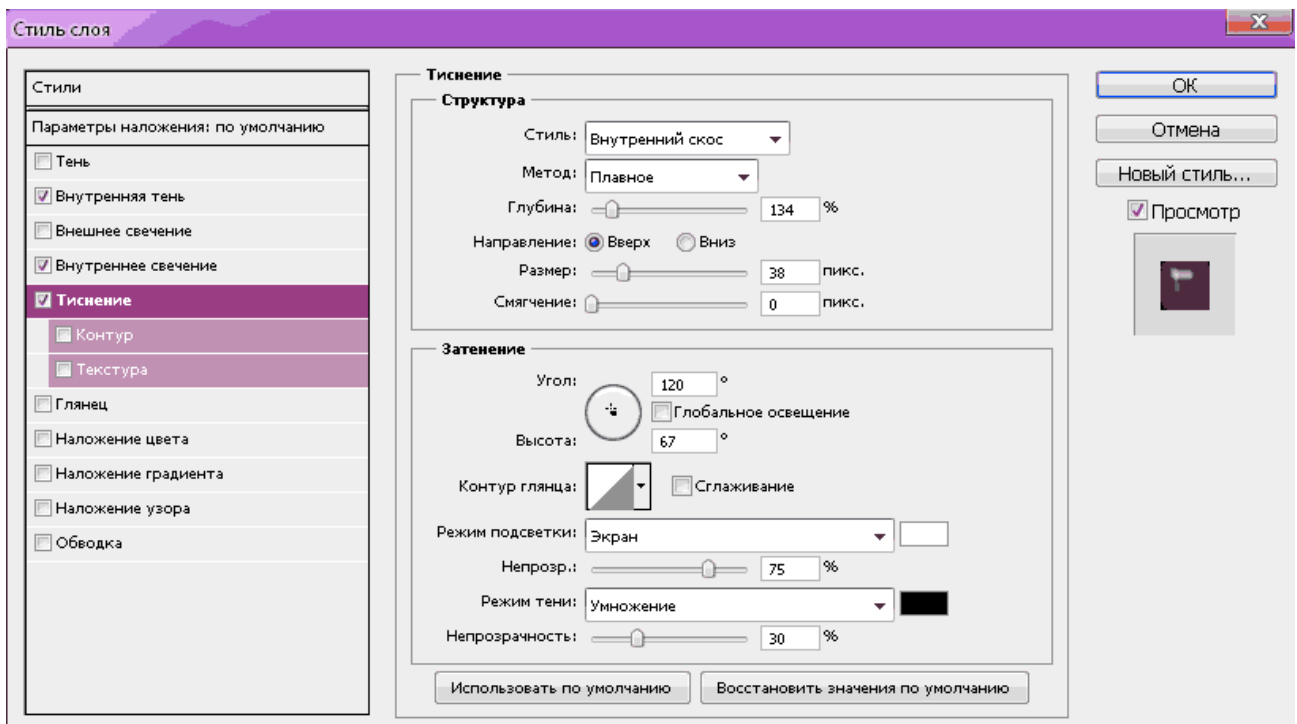 Стиль слоя
Стили
Параметры наложения: по умолчанию
Тень
Внутренняя тень
Внешнее свечение
Внутреннее свечение
Тиснение
Контур
Текстура
Глянец
Наложение цвета
Наложение градиента
Наложение узора
Обводка
Тиснение
Структура
Стиль: Внутренний скос
Метод: Плавное
Глубина: 134 %
Направление: Вверх Вниз
Размер: 38 пикс.
Смягчение: 0 пикс.
Затенение
Угол: 120 °
Глобальное освещение
Высота: 67 °
Контур глянца: Сглаживание
Режим подсветки: Экран
Непрозр.: 75 %
Режим тени: Умножение
Непрозрачность: 30 %
Использовать по умолчанию Восстановить значения по умолчанию
ОК
Отмена
Новый стиль...
Просмотр